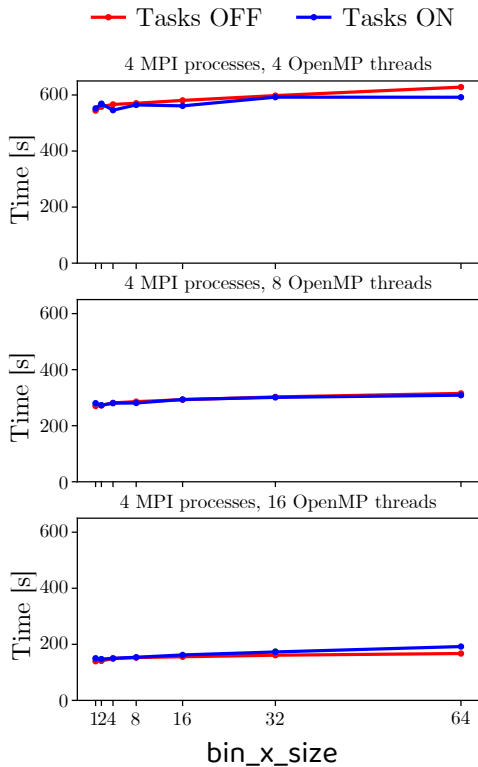 Tasks OFF Tasks ON
4 MPI processes, 4 OpenMP threads
600
400
200
0
Time [s]
4 MPI processes, 8 OpenMP threads
600
400
200
0
Time [s]
4 MPI processes, 16 OpenMP threads
600
400
200
0
Time [s]
1 2 4 8 16 32 64
bin_x_size